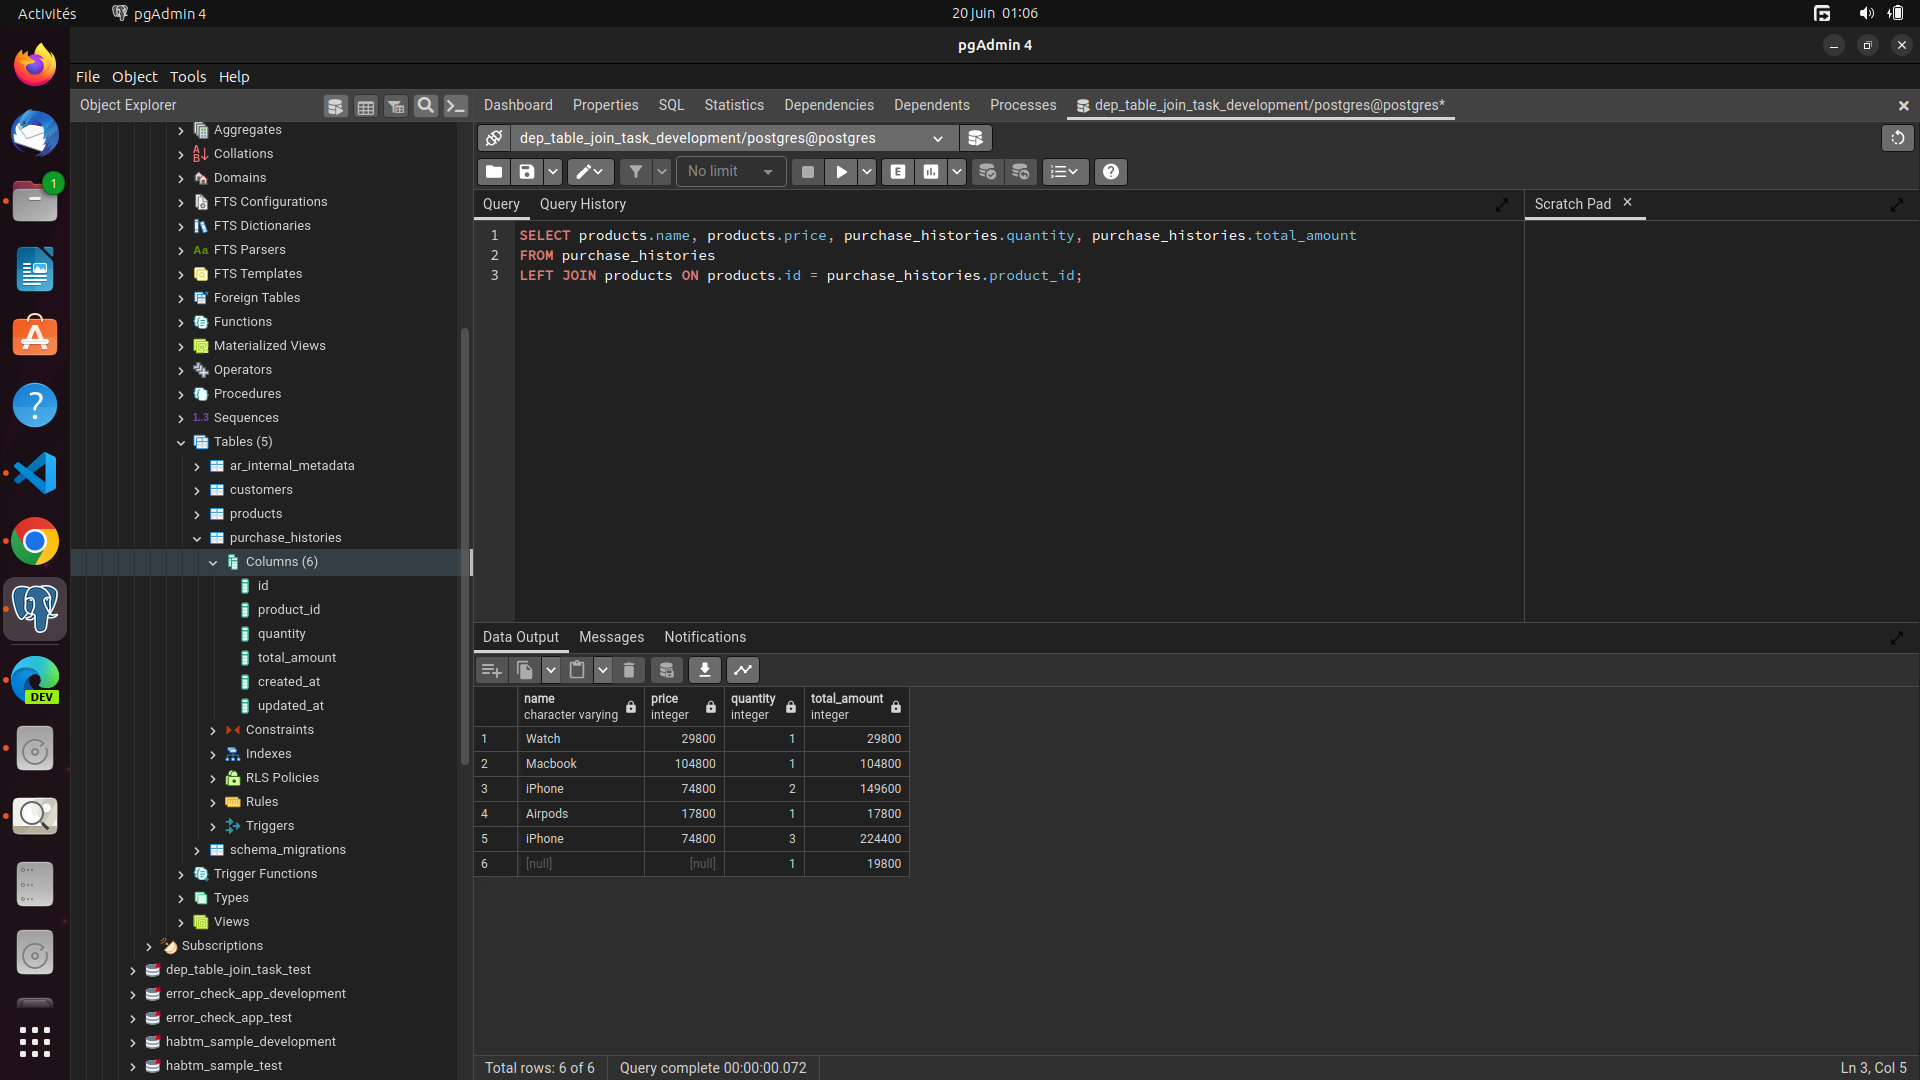 Activités
pgAdmin 4
20 juin 01:06
pgAdmin 4
File Object Tools Help
Object Explorer
Dashboard Properties SQL Statistics Dependencies Dependents Processes dep_table_join_task_development/postgres@postgres*
dep_table_join_task_development/postgres@postgres
No limit
E
Query Query History
Scratch Pad
1 SELECT products.name, products.price, purchase_histories.quantity, purchase_histories.total_amount
2 FROM purchase_histories
3 LEFT JOIN products ON products.id = purchase_histories.product_id;
Aggregates
Collations
Domains
FTS Configurations
FTS Dictionaries
Aa FTS Parsers
FTS Templates
Foreign Tables
Functions
Materialized Views
Operators
Procedures
1.3 Sequences
Tables (5)
ar_internal_metadata
customers
products
purchase_histories
Columns (6)
id
product_id
quantity
total_amount
created_at
updated_at
Constraints
Indexes
RLS Policies
Rules
Triggers
schema_migrations
Trigger Functions
Types
Views
Subscriptions
dep_table_join_task_test
error_check_app_development
error_check_app_test
habtm_sample_development
habtm_sample_test
1
DEV
Data Output Messages Notifications
name character varying price integer quantity integer total_amount integer
1 Watch 29800 1 29800
2 Macbook 104800 1 104800
3 iPhone 74800 2 149600
4 Airpods 17800 1 17800
5 iPhone 74800 3 224400
6 [null] [null] 1 19800
Total rows: 6 of 6 Query complete 00:00:00.072
Ln 3, Col 5